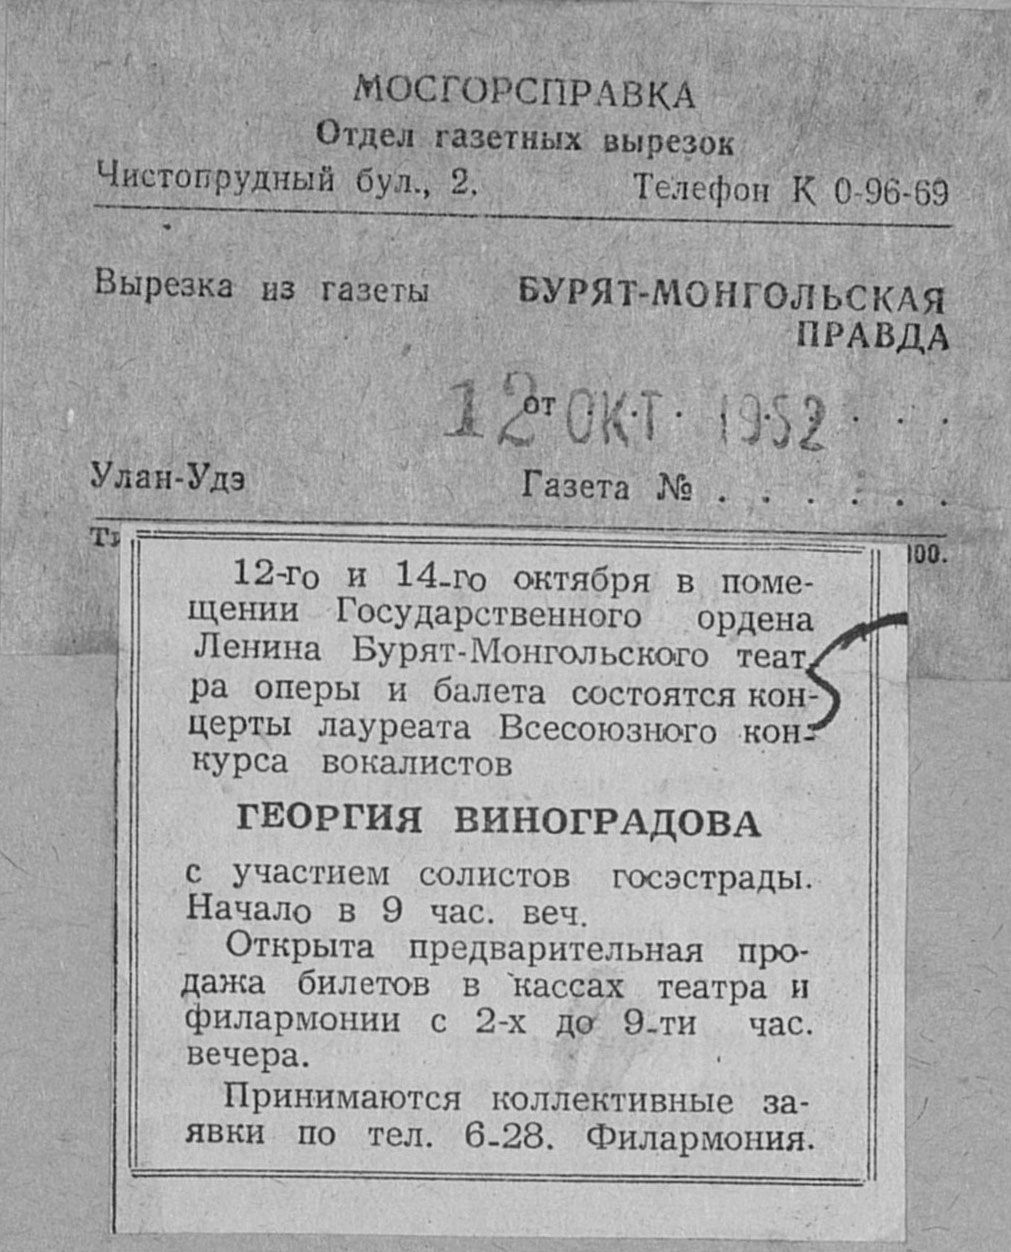 МОСГОРСПРАВКА
Отдел газетных вырезок
Чистопрудный бул., 2. Телефон К 0-96-69
Вырезка из газеты БУРЯТ-МОНГОЛЬСКАЯ
ПРАВДА
от 12 ОКТ 1952
Улан-Удэ Газета № . . . . . .
12-го и 14-го октября в поме-
щении Государственного ордена
Ленина Бурят-Монгольского теат
ра оперы и балета состоятся кон-
церты лауреата Всесоюзного кон-
курса вокалистов
ГЕОРГИЯ ВИНОГРАДОВА
с участием солистов госэстрады.
Начало в 9 час. веч.
Открыта предварительная про-
дажа билетов в кассах театра и
филармонии с 2-х до 9-ти час.
вечера.
Принимаются коллективные за-
явки по тел. 6-28. Филармония.